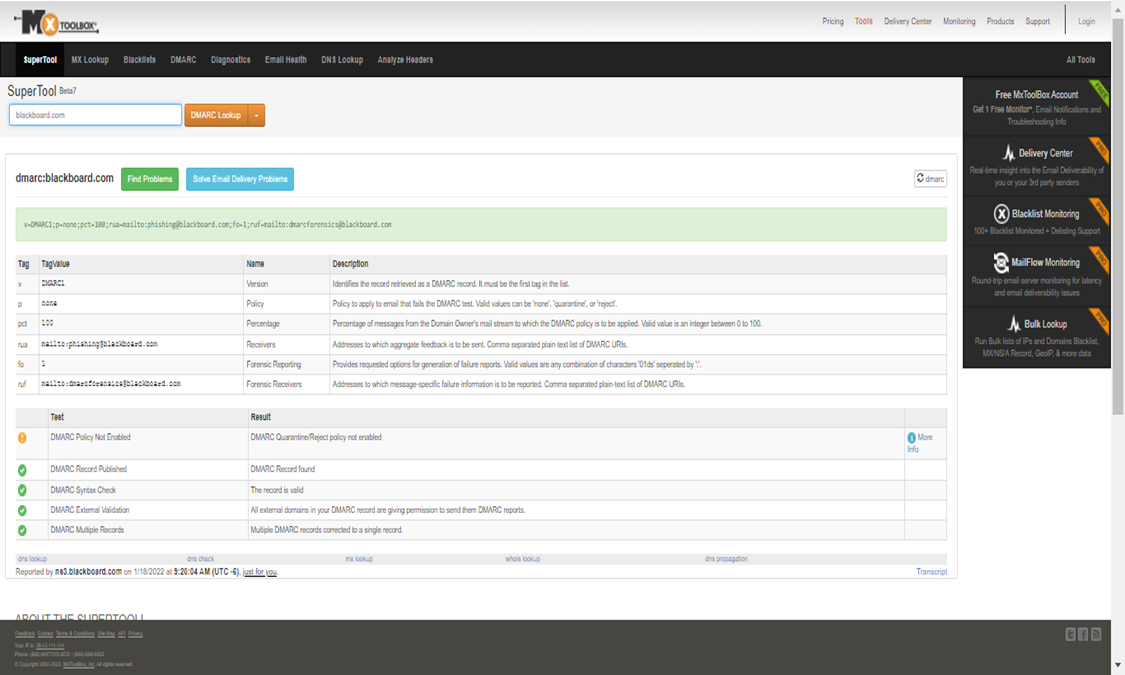 MX TOOLBOX
Pricing Tools Delivery Center Monitoring Products Support Login
SuperTool MX Lookup Blacklists DMARC Diagnostics Email Health DNS Lookup Analyze Headers All Tools
SuperTool Beta7
blackboard.com DMARC Lookup
dmarc:blackboard.com Find Problems Solve Email Delivery Problems dmarc
v=DMARC1;p=none;pct=100;rua=mailto:phishing@blackboard.com;fo=1;ruf=mailto:dmarcforensics@blackboard.com
Tag TagValue Name Description
v DMARC1 Version Identifies the record retrieved as a DMARC record. It must be the first tag in the list.
p none Policy Policy to apply to email that fails the DMARC test. Valid values can be 'none', 'quarantine', or 'reject'.
pct 100 Percentage Percentage of messages from the Domain Owner's mail stream to which the DMARC policy is to be applied. Valid value is an integer between 0 to 100.
rua mailto:phishing@blackboard.com Receivers Addresses to which aggregate feedback is to be sent. Comma separated plain-text list of DMARC URIs.
fo 1 Forensic Reporting Provides requested options for generation of failure reports. Valid values are any combination of characters '01ds' seperated by ':'.
ruf mailto:dmarcforensics@blackboard.com Forensic Receivers Addresses to which message-specific failure information is to be reported. Comma separated plain-text list of DMARC URIs.
Test Result
DMARC Policy Not Enabled DMARC Quarantine/Reject policy not enabled More
Info
DMARC Record Published DMARC Record found
DMARC Syntax Check The record is valid
DMARC External Validation All external domains in your DMARC record are giving permission to send them DMARC reports.
DMARC Multiple Records Multiple DMARC records corrected to a single record.
dns lookup dns check mx lookup whois lookup dns propagation
Reported by ns3.blackboard.com on 1/18/2022 at 9:20:04 AM (UTC -6), just for you. Transcript
Free MxToolBox Account
FREE
Get 1 Free Monitor*, Email Notifications and
Troubleshooting Info
Delivery Center
PRO
Real-time insight into the Email Deliverability of
you or your 3rd party senders
Blacklist Monitoring
PRO
100+ Blacklist Monitored + Delisting Support
MailFlow Monitoring
PRO
Round-trip email server monitoring for latency
and email deliverability issues
Bulk Lookup
PRO
Run Bulk lists of IPs and Domains Blacklist,
MX/NS/A Record, GeoIP, & more data
ABOUT THE SUPERTOOL!
Feedback Contact Terms & Conditions Site Map API Privacy
Your IP is:
Phone: (866)-MXTOOLBOX / (866)-698-6652
© Copyright 2004-2022, MXToolBox, Inc, All rights reserved